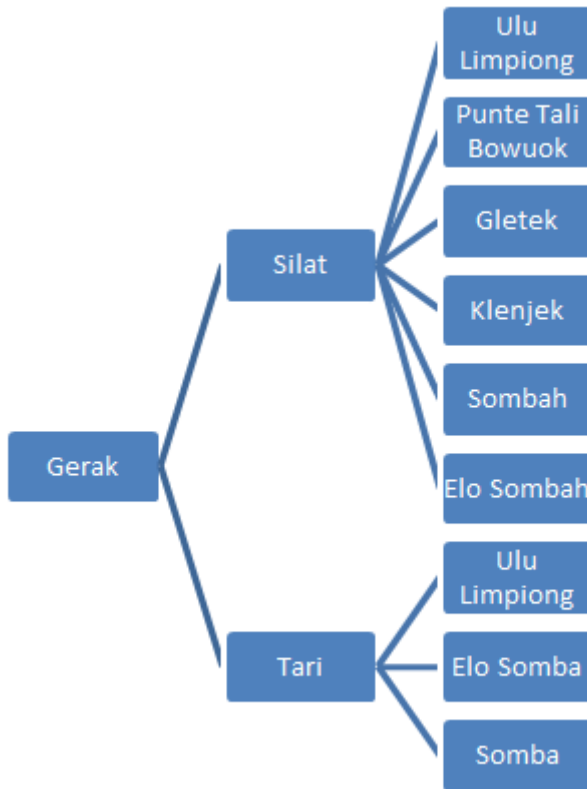 Gerak
Silat
Ulu
Limpiong
Punte Tali
Bowuok
Gletek
Klenjek
Sombah
Elo Sombah
Tari
Ulu
Limpiong
Elo Somba
Somba